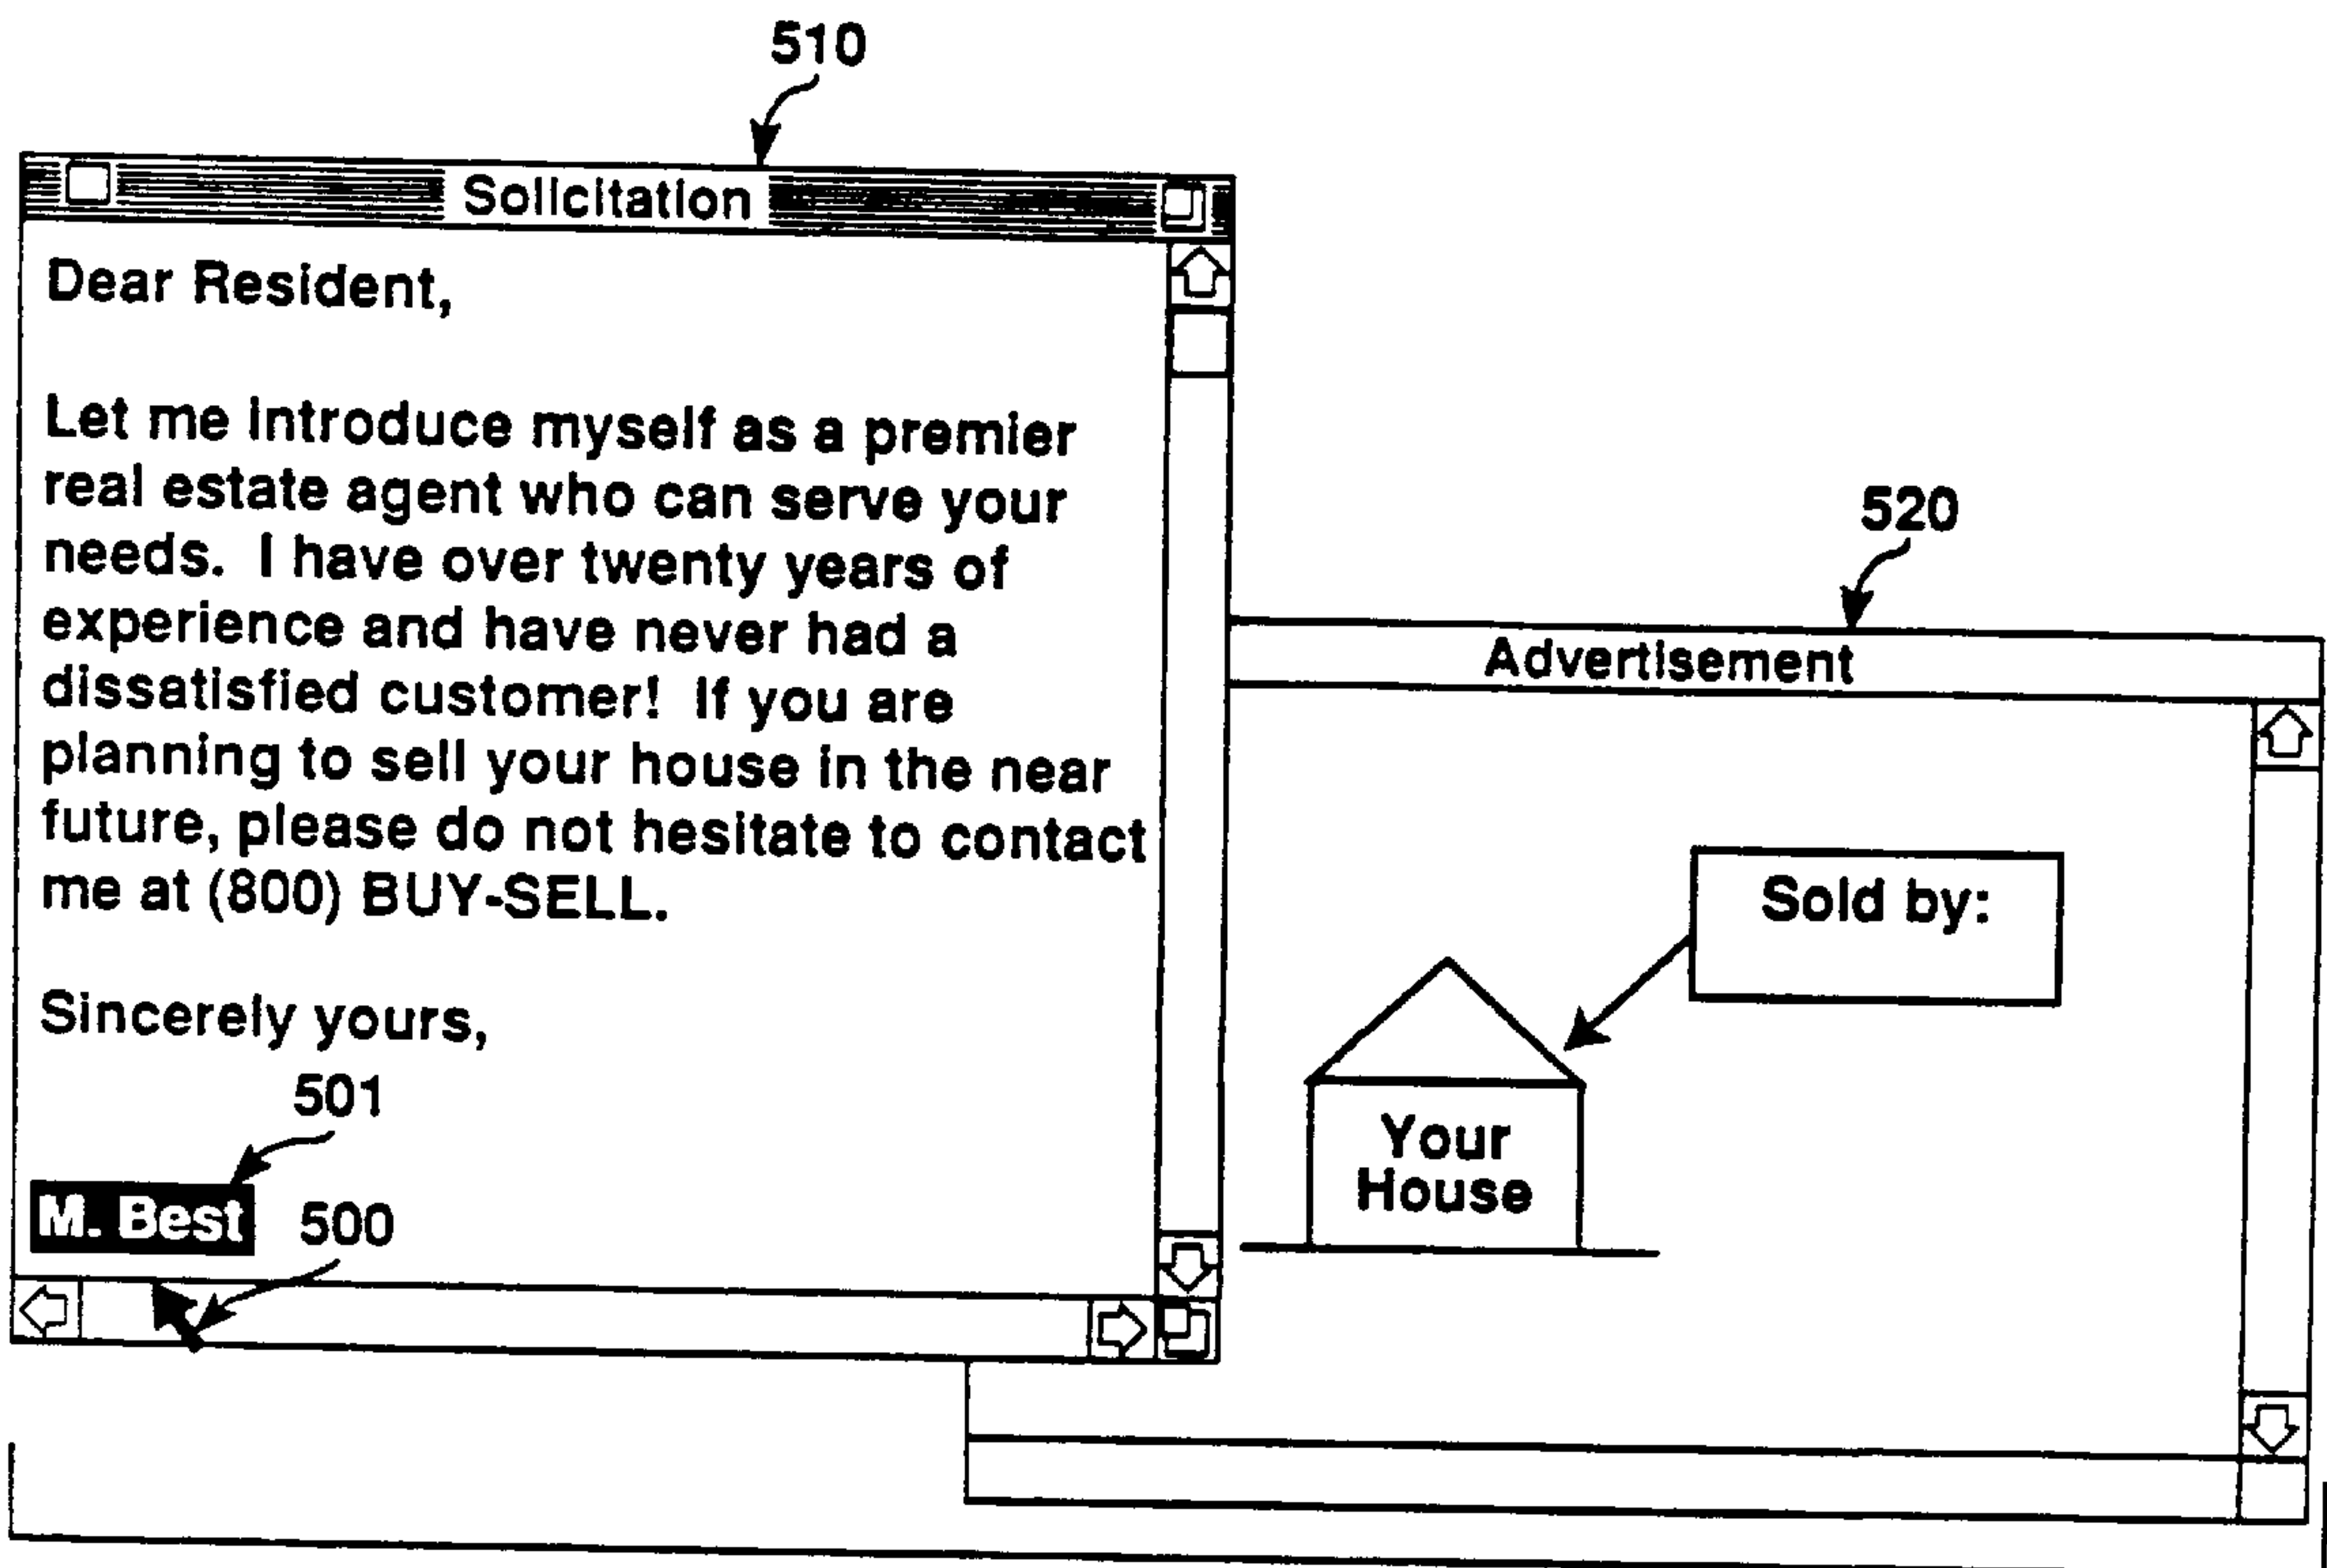 510
Solicitation
Dear Resident,
Let me introduce myself as a premier
real estate agent who can serve your
needs. I have over twenty years of
experience and have never had a
dissatisfied customer! If you are
planning to sell your house in the near
future, please do not hesitate to contact
me at (800) BUY-SELL.
Sincerely yours,
501
M. Best
500
520
Advertisement
Sold by:
Your
House